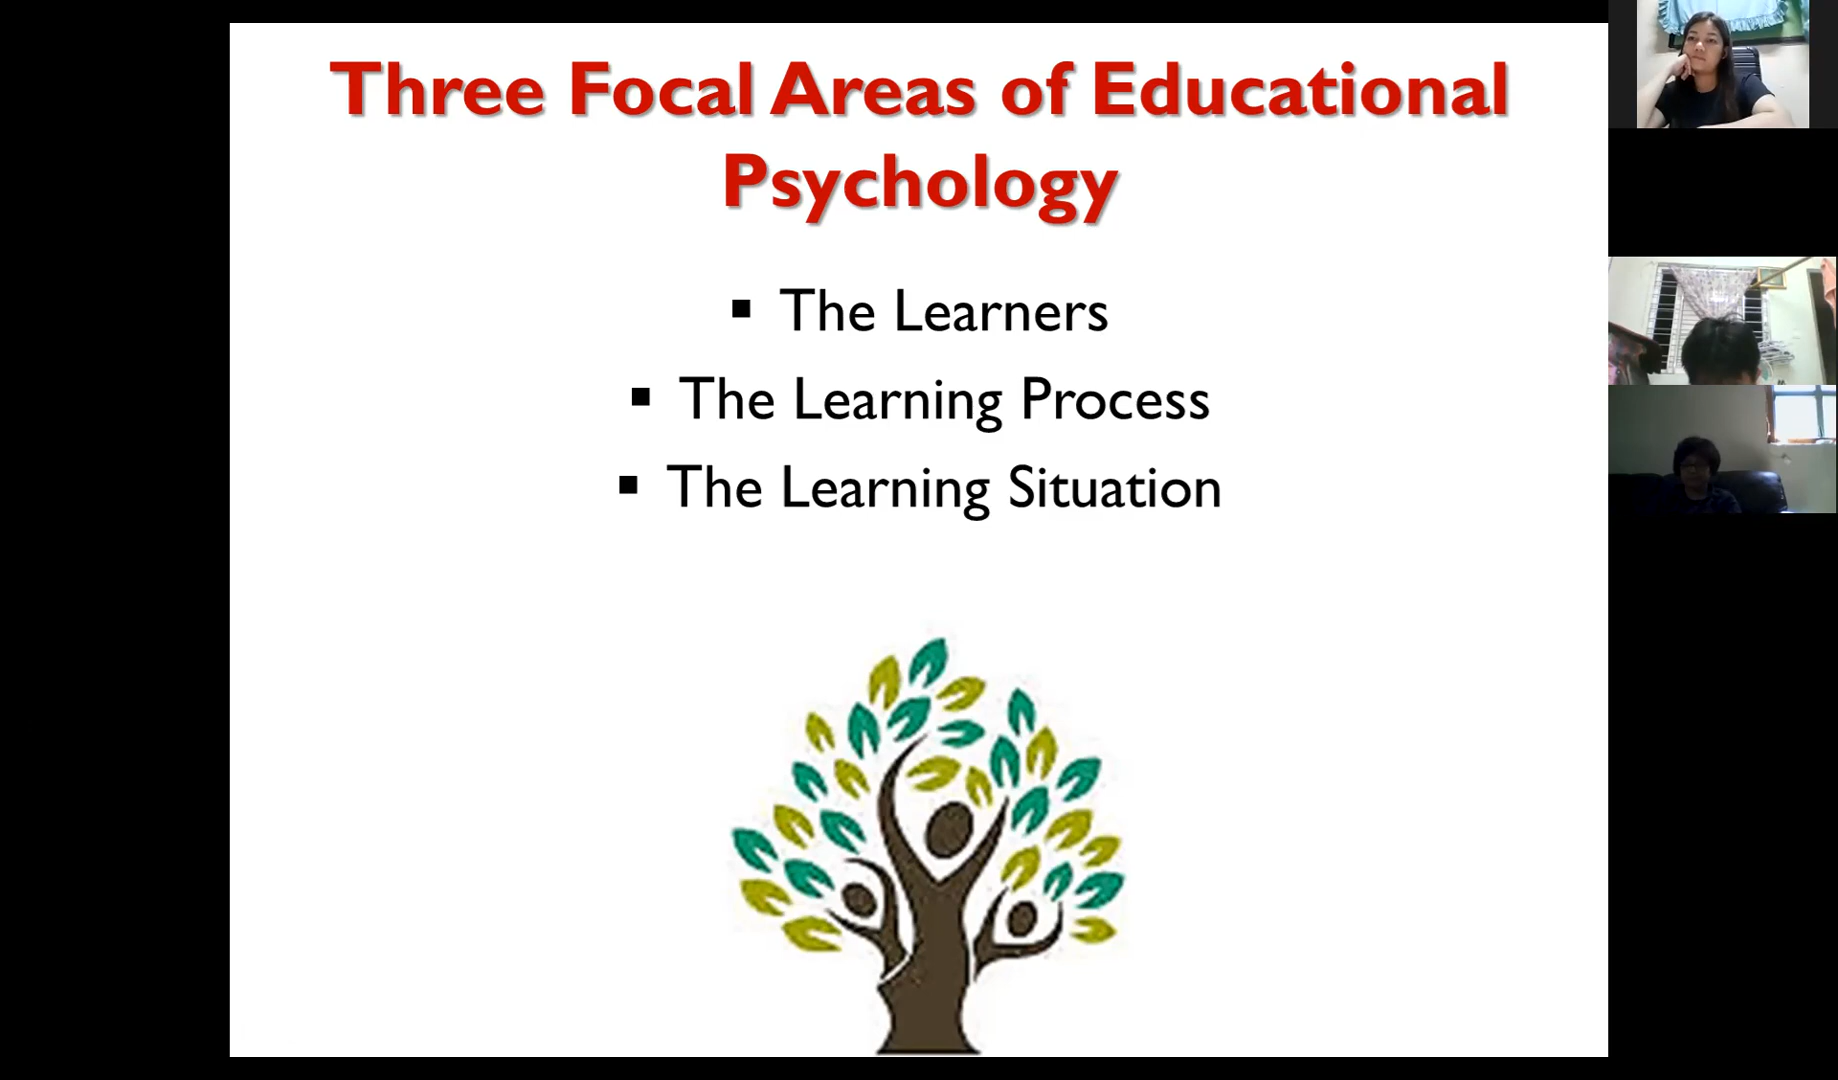 Three Focal Areas of Educational
Psychology
▪ The Learners
▪ The Learning Process
▪ The Learning Situation